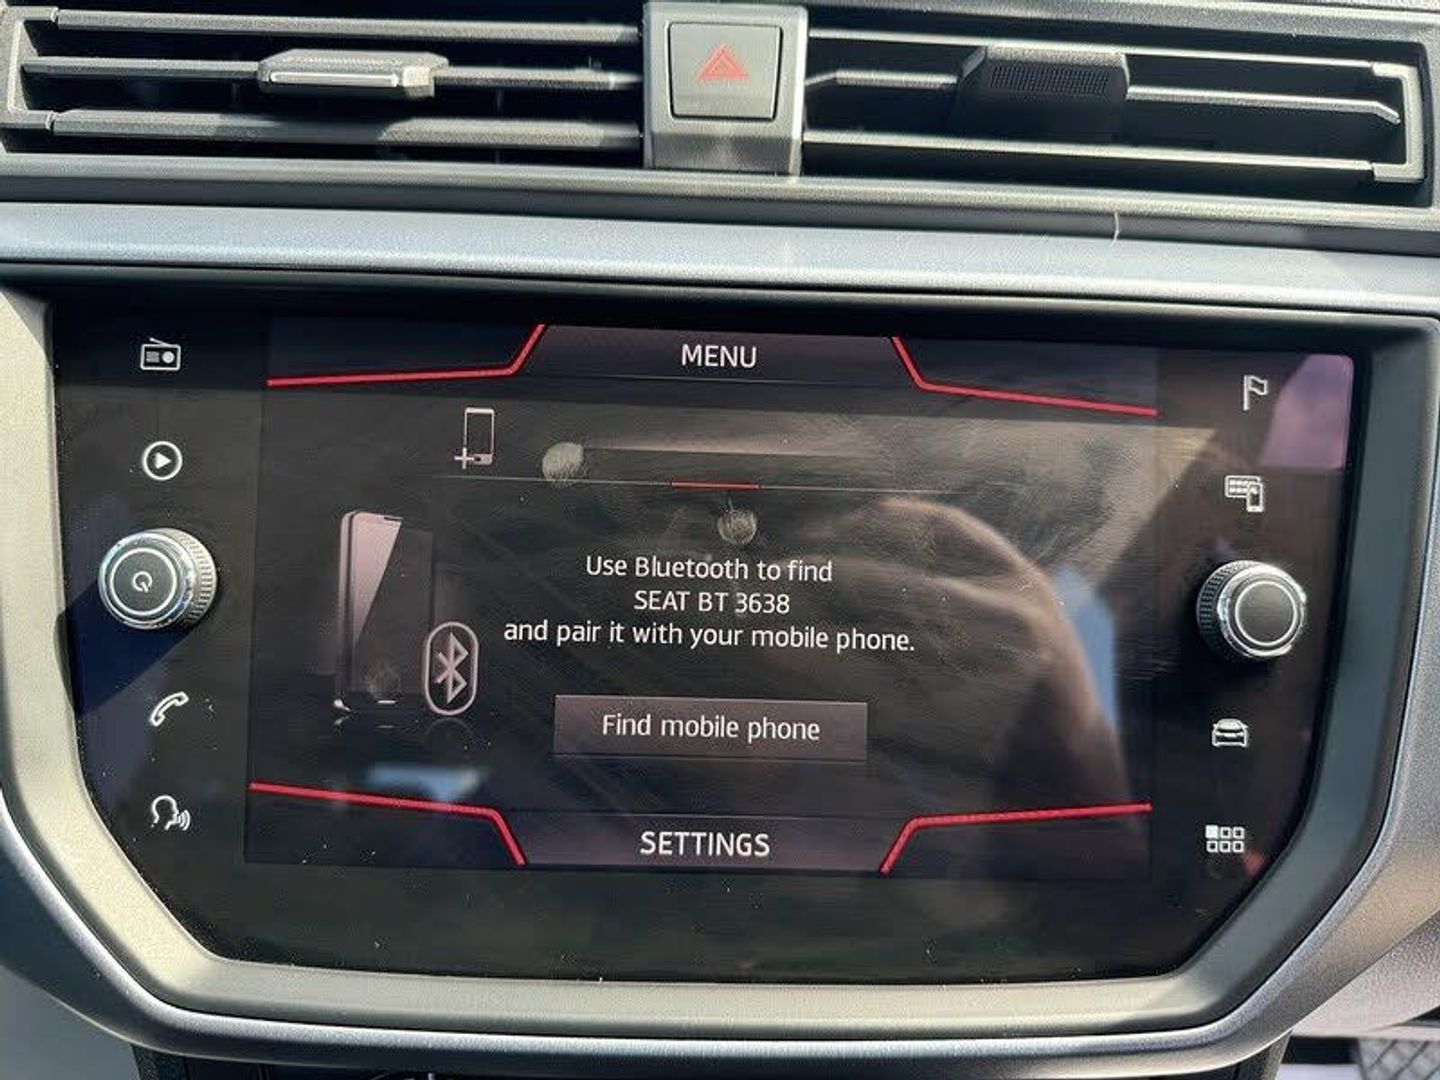 MENU
Use Bluetooth to find
SEAT BT 3638
and pair it with your mobile phone.
Find mobile phone
SETTINGS